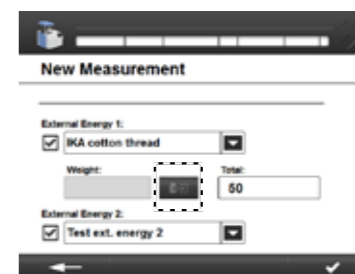 New Measurement
External Energy 1:
IKA cotton thread
Weight: Total:
50
External Energy 2:
Test ext. energy 2